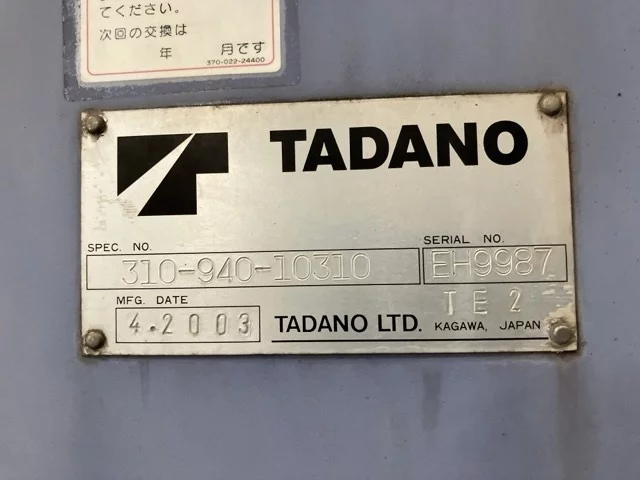 てください。
次回の交換は
年 月です
370-022-24400
TADANO
SPEC. NO. SERIAL NO.
310-940-10310 EH9987
MFG. DATE TE2
4.2003 TADANO LTD. KAGAWA, JAPAN